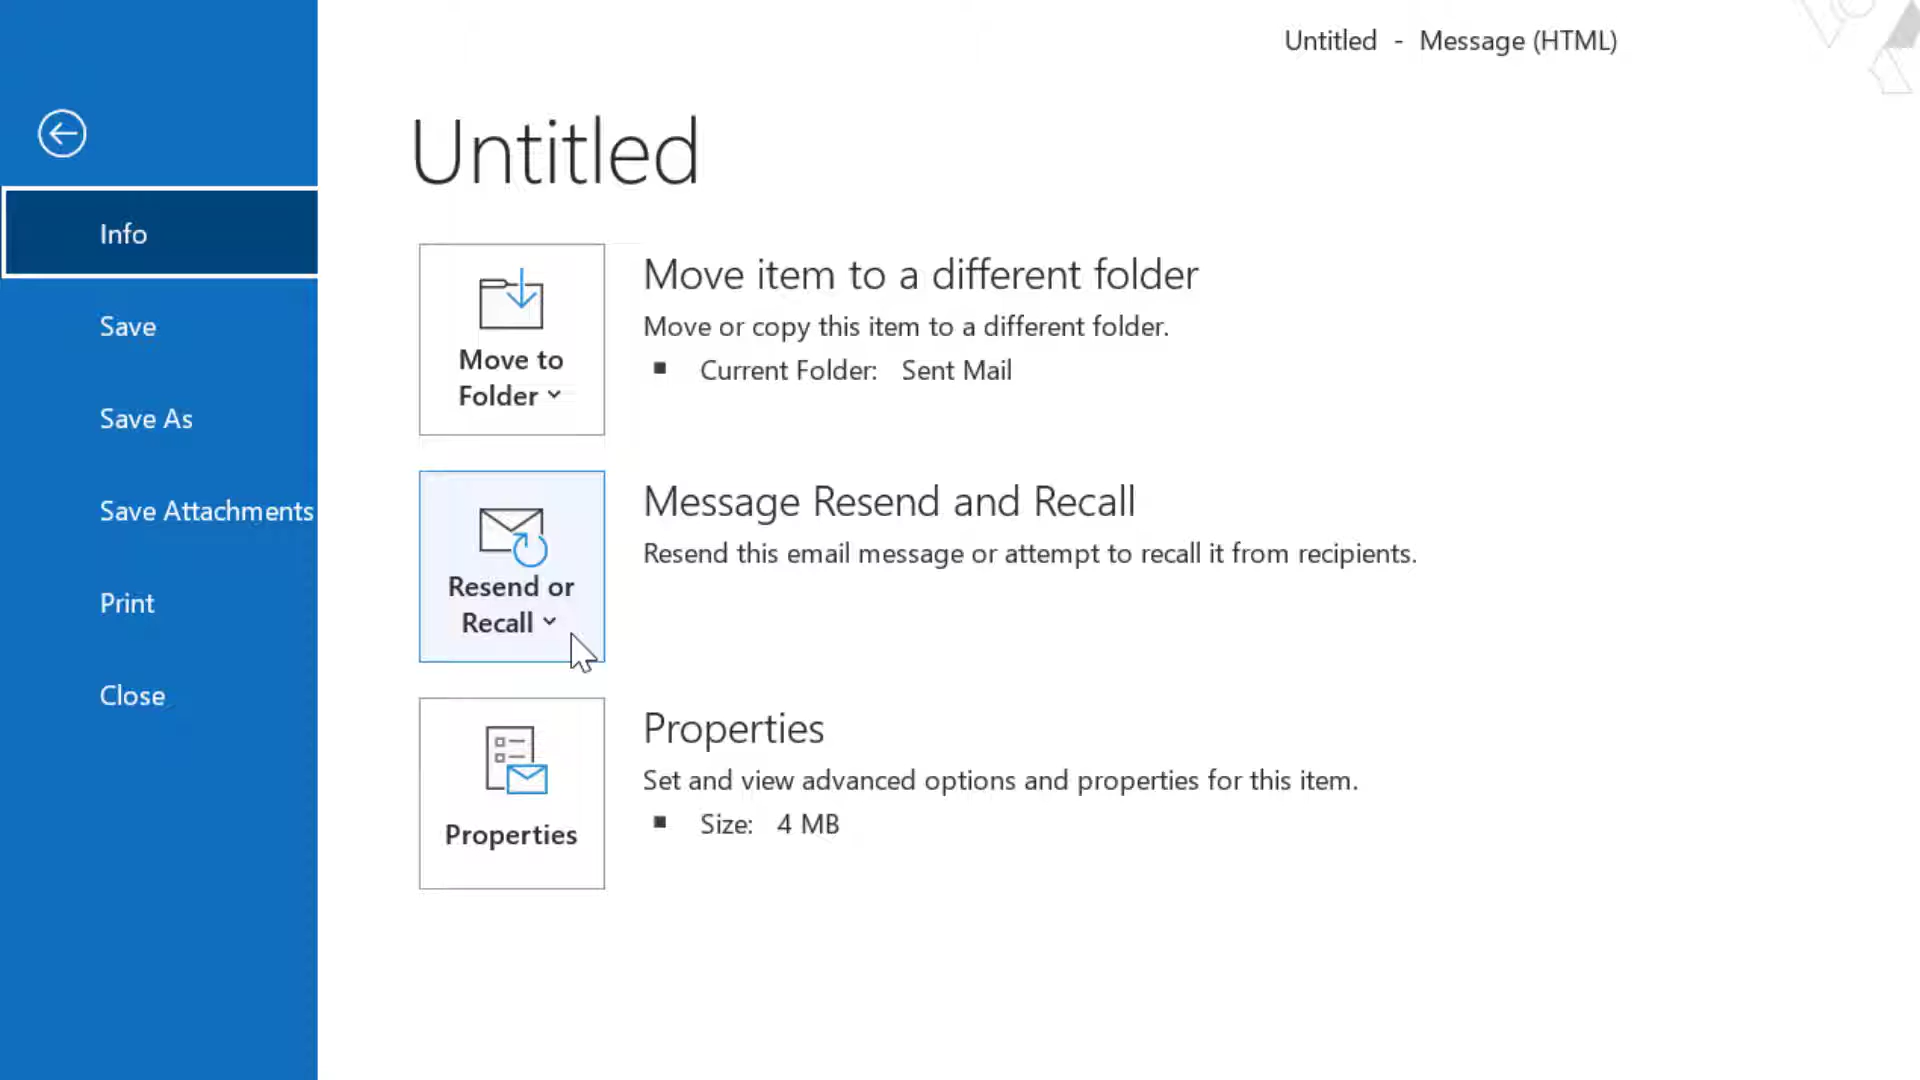 Untitled - Message (HTML)
Untitled
Info
Save
Save As
Save Attachments
Print
Close
Move to
Folder
Move item to a different folder
Move or copy this item to a different folder.
Current Folder: Sent Mail
Resend or
Recall
Message Resend and Recall
Resend this email message or attempt to recall it from recipients.
Properties
Properties
Set and view advanced options and properties for this item.
Size: 4 MB